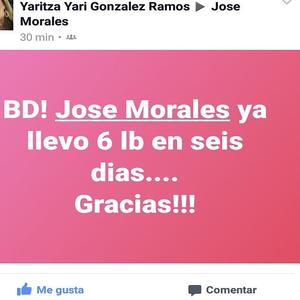 Yaritza Yari Gonzalez Ramos ▶ Jose
Morales
30 min •
BD! Jose Morales ya
llevo 6 lb en seis
dias....
Gracias!!!
Me gusta
Comentar